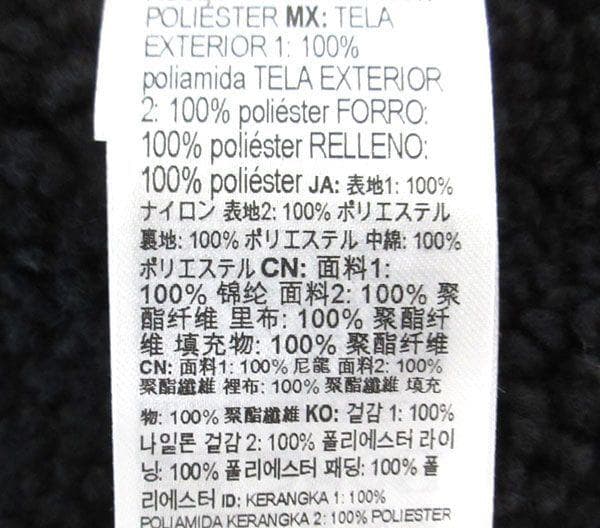 POLIÉSTER MX: TELA
EXTERIOR 1: 100%
poliamida TELA EXTERIOR
2: 100% poliéster FORRO:
100% poliéster RELLENO:
100% poliéster JA: 表地1: 100%
ナイロン 表地2: 100% ポリエステル
裏地: 100% ポリエステル 中綿: 100%
ポリエステル CN: 面料1:
100% 锦纶 面料2: 100% 聚
酯纤维 里布: 100% 聚酯纤
维 填充物: 100% 聚酯纤维
CN: 面料1: 100% 尼龍 面料2: 100%
聚酯纖維 裡布: 100% 聚酯纖維 填充
物: 100% 聚酯纖維 KO: 겉감 1: 100%
나일론 겉감 2: 100% 폴리에스터 라이
닝: 100% 폴리에스터 패딩: 100% 폴
리에스터 ID: KERANGKA 1: 100%
POLIAMIDA KERANGKA 2: 100% POLIESTER